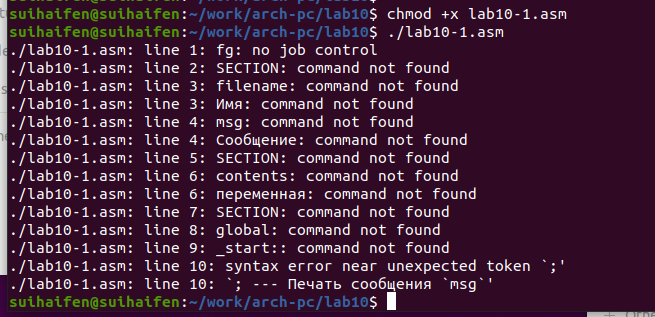 suihaifen@suihaifen:~/work/arch-pc/lab10$ chmod +x lab10-1.asm
suihaifen@suihaifen:~/work/arch-pc/lab10$ ./lab10-1.asm
./lab10-1.asm: line 1: fg: no job control
./lab10-1.asm: line 2: SECTION: command not found
./lab10-1.asm: line 3: filename: command not found
./lab10-1.asm: line 3: Имя: command not found
./lab10-1.asm: line 4: msg: command not found
./lab10-1.asm: line 4: Сообщение: command not found
./lab10-1.asm: line 5: SECTION: command not found
./lab10-1.asm: line 6: contents: command not found
./lab10-1.asm: line 6: переменная: command not found
./lab10-1.asm: line 7: SECTION: command not found
./lab10-1.asm: line 8: global: command not found
./lab10-1.asm: line 9: _start:: command not found
./lab10-1.asm: line 10: syntax error near unexpected token `;'
./lab10-1.asm: line 10: `; --- Печать сообщения `msg`'
suihaifen@suihaifen:~/work/arch-pc/lab10$